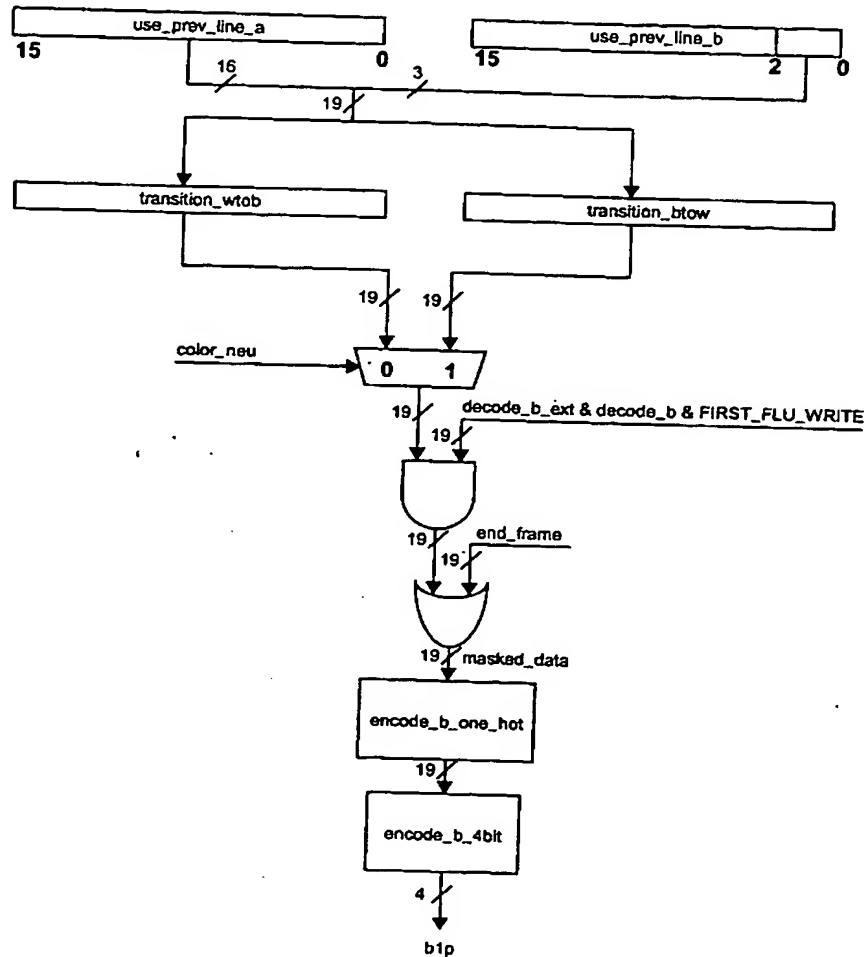 use_prev_line_a
use_prev_line_b
15
0
15
2
0
16
3
19
transition_wtob
transition_btow
19
19
color_neu
0
1
19
decode_b_ext & decode_b & FIRST_FLU_WRITE
19
19
end_frame
19
19
masked_data
encode_b_one_hot
19
encode_b_4bit
4
b1p